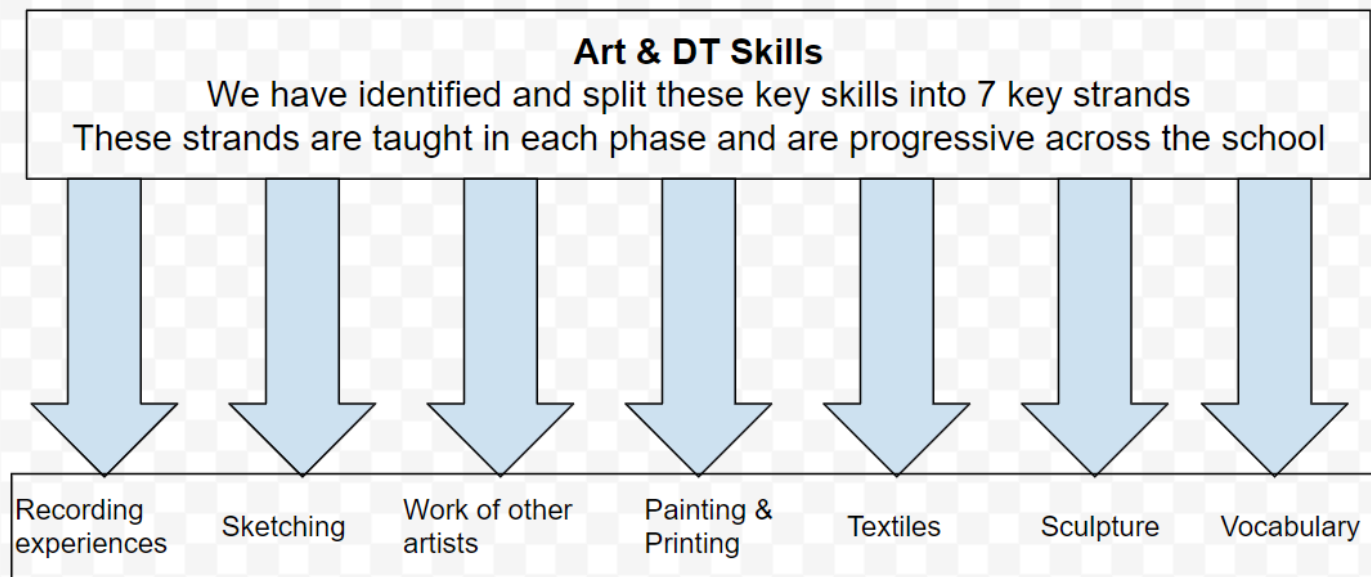 Art & DT Skills
We have identified and split these key skills into 7 key strands
These strands are taught in each phase and are progressive across the school
Recording
experiences
Sketching
Work of other
artists
Painting &
Printing
Textiles
Sculpture
Vocabulary